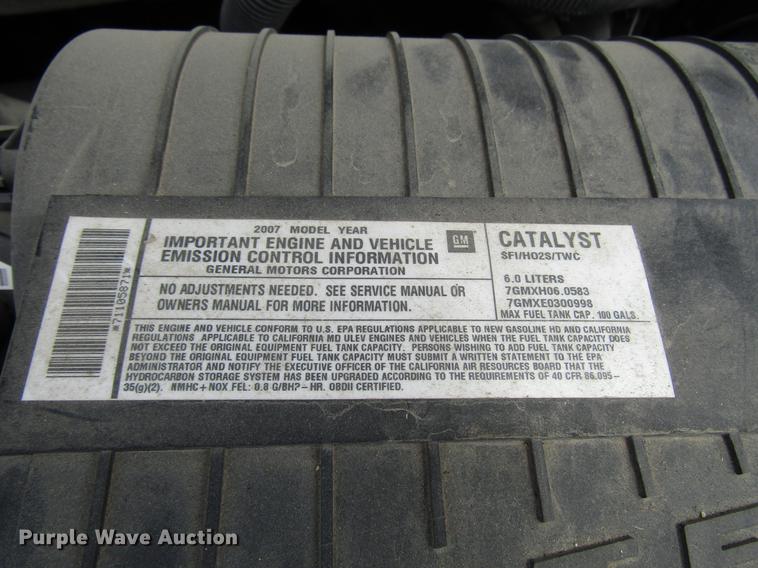 2007 MODEL YEAR
IMPORTANT ENGINE AND VEHICLE
EMISSION CONTROL INFORMATION
GENERAL MOTORS CORPORATION
GM
NO ADJUSTMENTS NEEDED. SEE SERVICE MANUAL OR
OWNERS MANUAL FOR MORE INFORMATION.
CATALYST
SFI/HO2S/TWC
6.0 LITERS
7GMXH06.0583
7GMXE0300998
MAX FUEL TANK CAP. 100 GALS.
THIS ENGINE AND VEHICLE CONFORM TO U.S. EPA REGULATIONS APPLICABLE TO NEW GASOLINE HD AND CALIFORNIA
REGULATIONS APPLICABLE TO CALIFORNIA MD ULEV ENGINES AND VEHICLES WHEN THE FUEL TANK CAPACITY DOES
NOT EXCEED THE ORIGINAL EQUIPMENT FUEL TANK CAPACITY. PERSONS WISHING TO ADD FUEL TANK CAPACITY
BEYOND THE ORIGINAL EQUIPMENT FUEL TANK CAPACITY MUST SUBMIT A WRITTEN STATEMENT TO THE EPA
ADMINISTRATOR AND NOTIFY THE EXECUTIVE OFFICER OF THE CALIFORNIA AIR RESOURCES BOARD THAT THE
HYDROCARBON STORAGE SYSTEM HAS BEEN UPGRADED ACCORDING TO THE REQUIREMENTS OF 40 CFR 86.095-
35(g)(2). NMHC+NOX FEL: 0.8 G/BHP-HR. OBDII CERTIFIED.
*71105871W*
Purple Wave Auction